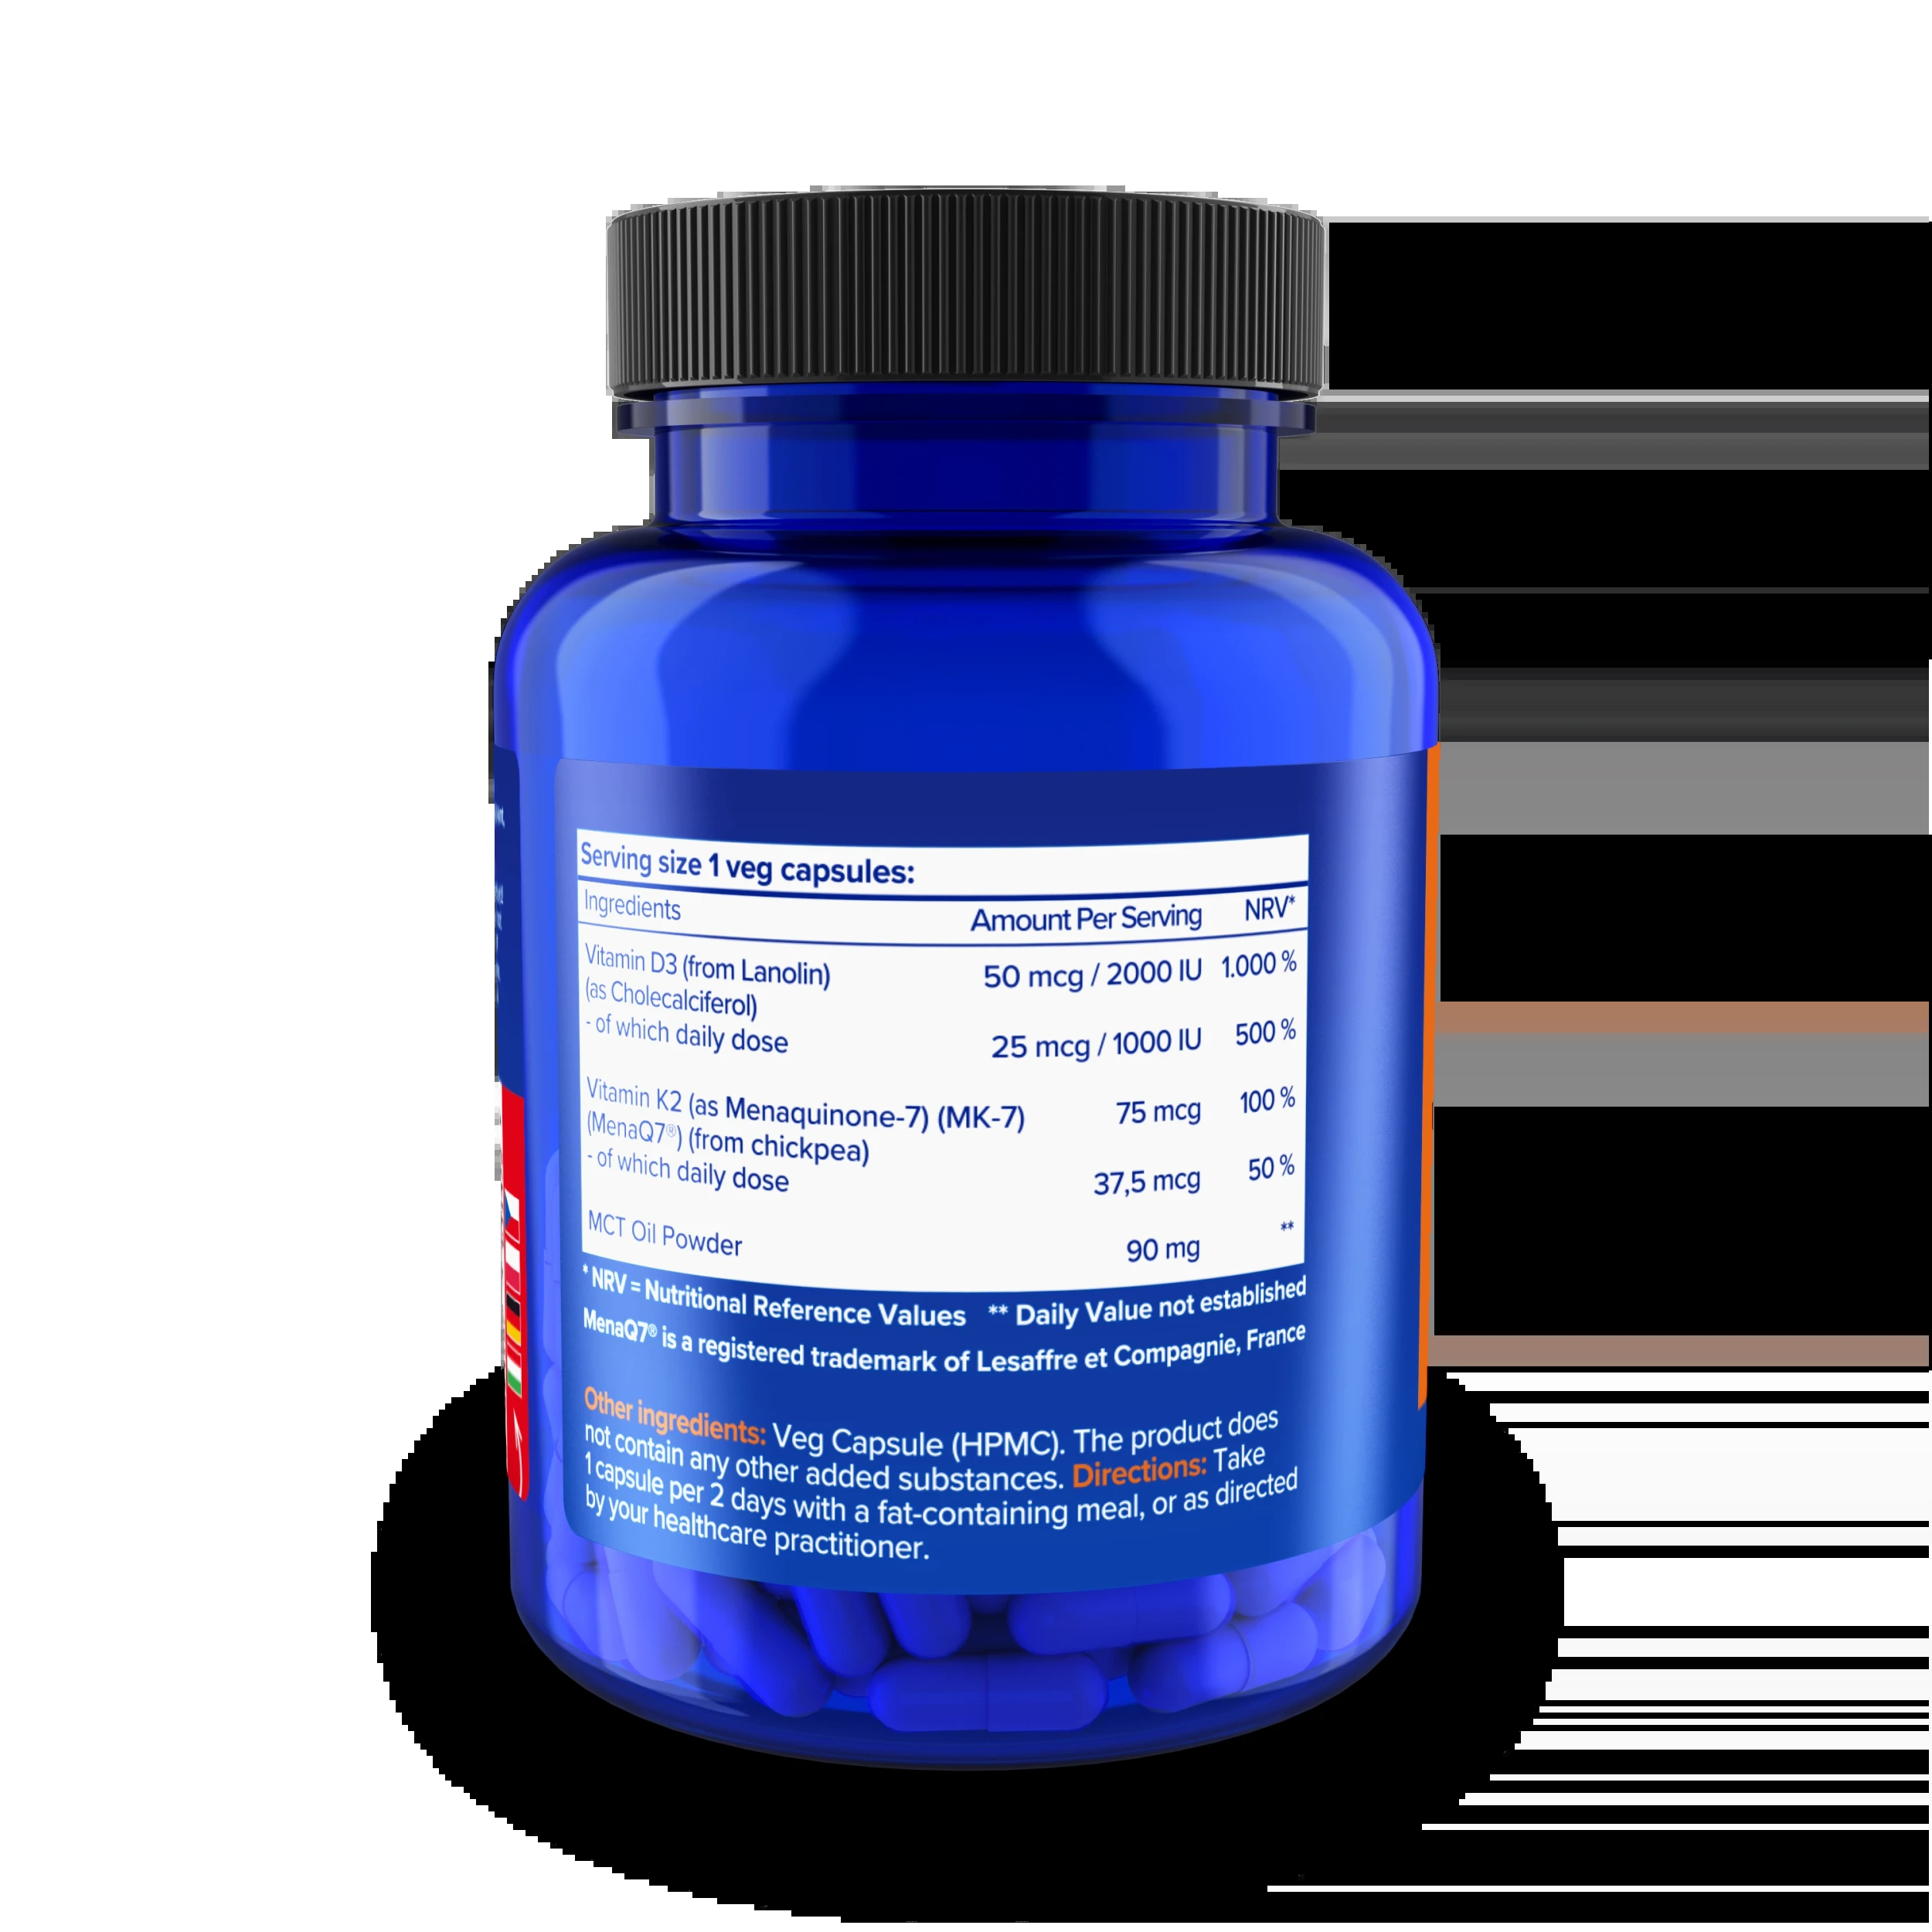 Serving size 1 veg capsules:
Ingredients Amount Per Serving NRV*
Vitamin D3 (from Lanolin) 50 mcg / 2000 IU 1.000 %
(as Cholecalciferol)
- of which daily dose 25 mcg / 1000 IU 500 %
Vitamin K2 (as Menaquinone-7) (MK-7) 75 mcg 100 %
(MenaQ7®) (from chickpea)
- of which daily dose 37,5 mcg 50 %
MCT Oil Powder 90 mg **
* NRV = Nutritional Reference Values ** Daily Value not established
MenaQ7® is a registered trademark of Lesaffre et Compagnie, France
Other ingredients: Veg Capsule (HPMC). The product does
not contain any other added substances. Directions: Take
1 capsule per 2 days with a fat-containing meal, or as directed
by your healthcare practitioner.